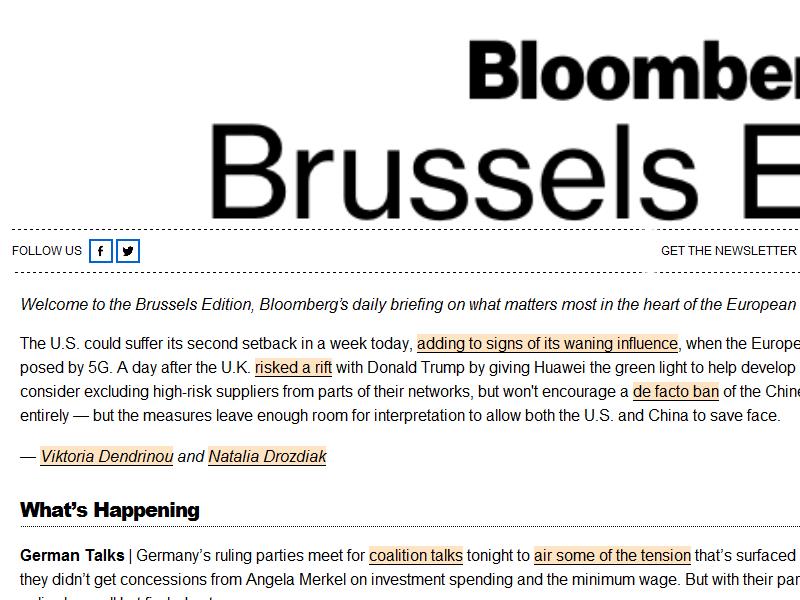 Bloomber
Brussels E
FOLLOW US
GET THE NEWSLETTER
Welcome to the Brussels Edition, Bloomberg's daily briefing on what matters most in the heart of the European
The U.S. could suffer its second setback in a week today, adding to signs of its waning influence, when the Europe
posed by 5G. A day after the U.K. risked a rift with Donald Trump by giving Huawei the green light to help develop
consider excluding high-risk suppliers from parts of their networks, but won't encourage a de facto ban of the Chine
entirely — but the measures leave enough room for interpretation to allow both the U.S. and China to save face.
— Viktoria Dendrinou and Natalia Drozdiak
What's Happening
German Talks | Germany's ruling parties meet for coalition talks tonight to air some of the tension that's surfaced
they didn't get concessions from Angela Merkel on investment spending and the minimum wage. But with their par